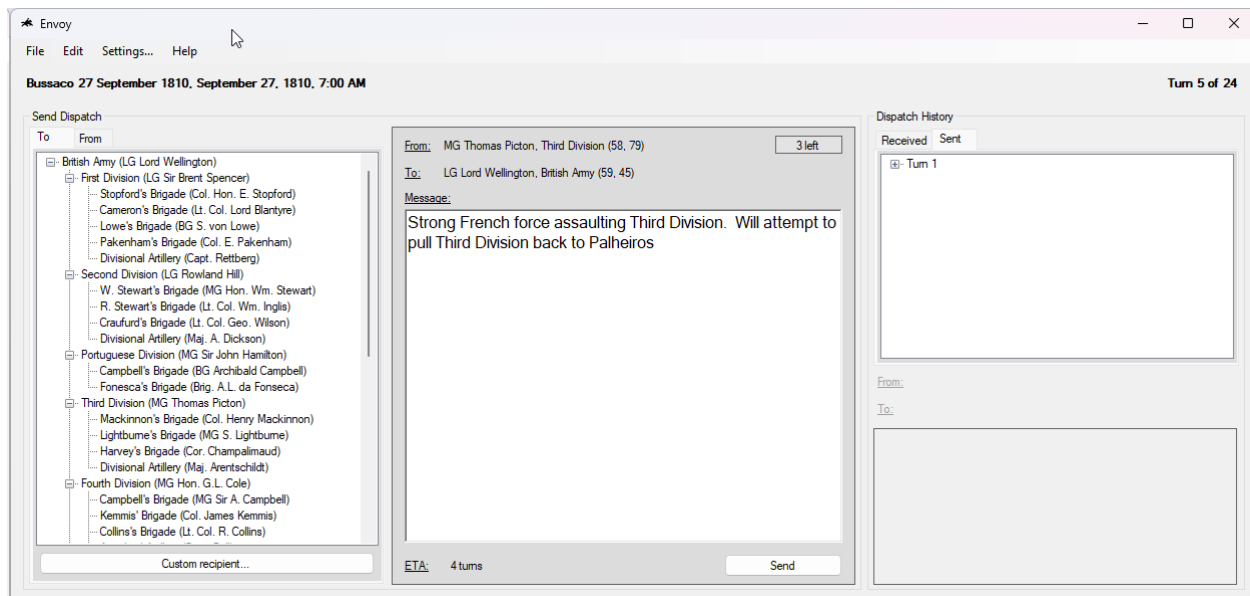 Envoy
File Edit Settings... Help
Bussaco 27 September 1810, September 27, 1810, 7:00 AM
Turn 5 of 24
Send Dispatch
To From
British Army (LG Lord Wellington)
First Division (LG Sir Brent Spencer)
Stopford's Brigade (Col. Hon. E. Stopford)
Cameron's Brigade (Lt. Col. Lord Blantyre)
Lowe's Brigade (BG S. von Lowe)
Pakenham's Brigade (Col. E. Pakenham)
Divisional Artillery (Capt. Rettberg)
Second Division (LG Rowland Hill)
W. Stewart's Brigade (MG Hon. Wm. Stewart)
R. Stewart's Brigade (Lt. Col. Wm. Inglis)
Craufurd's Brigade (Lt. Col. Geo. Wilson)
Divisional Artillery (Maj. A. Dickson)
Portuguese Division (MG Sir John Hamilton)
Campbell's Brigade (BG Archibald Campbell)
Fonesca's Brigade (Brig. A.L. da Fonseca)
Third Division (MG Thomas Picton)
Mackinnon's Brigade (Col. Henry Mackinnon)
Lightburne's Brigade (MG S. Lightburne)
Harvey's Brigade (Cor. Champalimaud)
Divisional Artillery (Maj. Arentschildt)
Fourth Division (MG Hon. G.L. Cole)
Campbell's Brigade (MG Sir A. Campbell)
Kemmis' Brigade (Col. James Kemmis)
Collins's Brigade (Lt. Col. R. Collins)
Custom recipient...
From: MG Thomas Picton, Third Division (58, 79)
3 left
To: LG Lord Wellington, British Army (59, 45)
Message:
Strong French force assaulting Third Division. Will attempt to
pull Third Division back to Palheiros
ETA: 4 turns
Send
Dispatch History
Received Sent
Turn 1
From:
To: